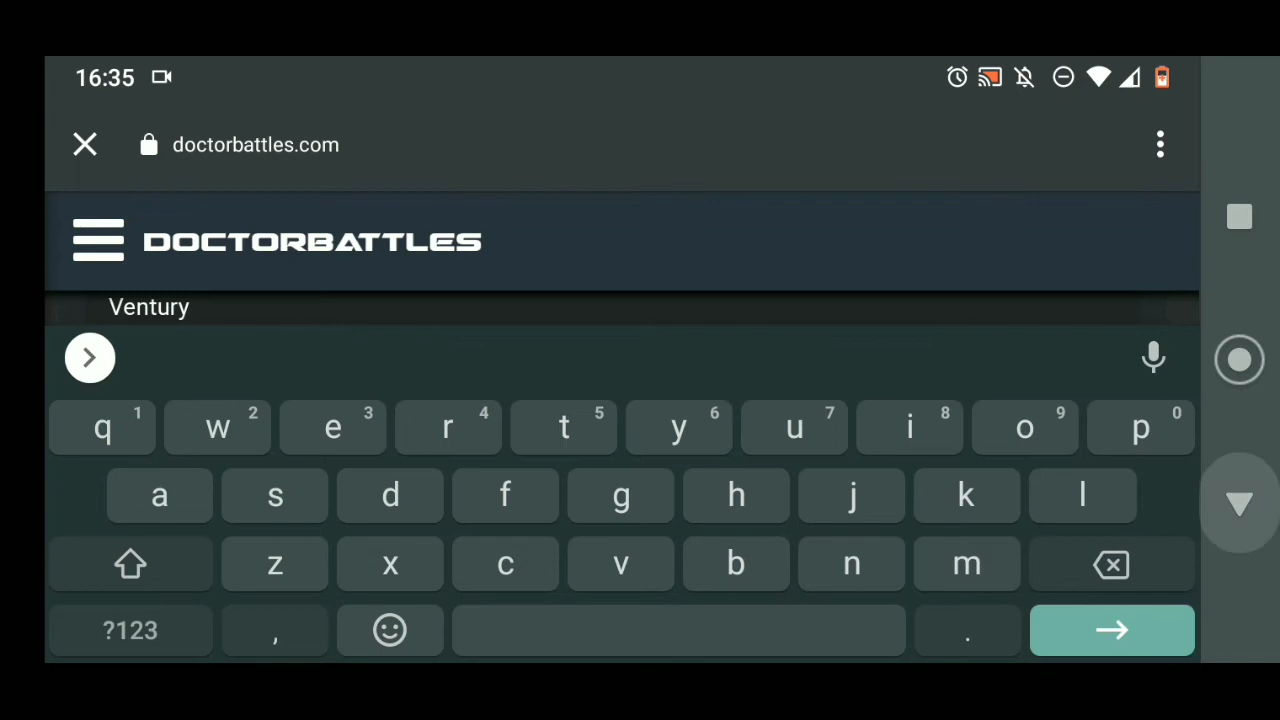 16:35
doctorbattles.com
DOCTORBATTLES
Ventury
q 1 w 2 e 3 r 4 t 5 y 6 u 7 i 8 o 9 p 0
a s d f g h j k l
z x c v b n m
?123 , .